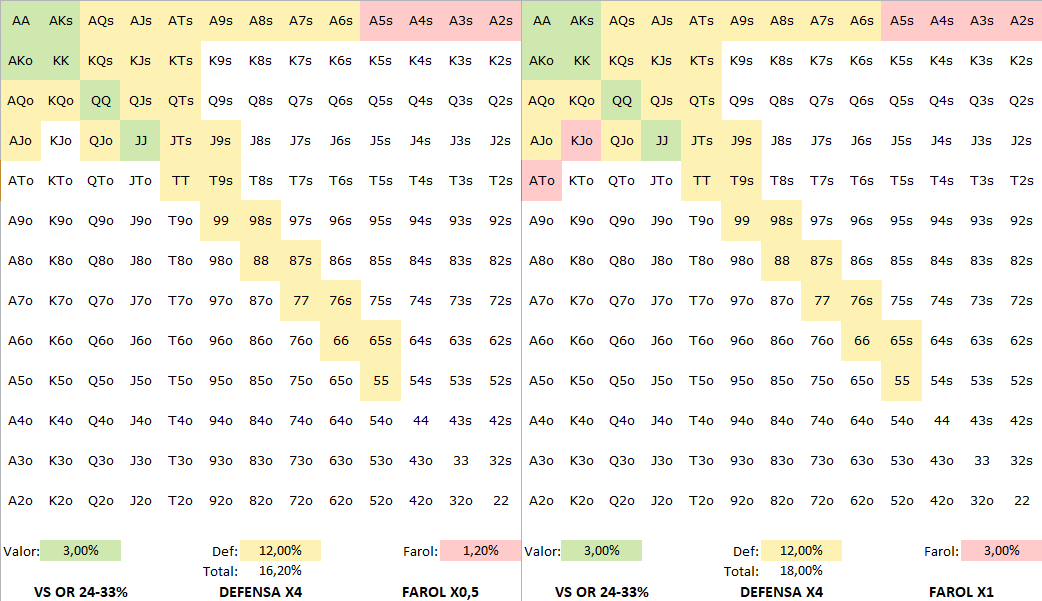 AA AKs AQs AJs ATs A9s A8s A7s A6s A5s A4s A3s A2s AA AKs AQs AJs ATs A9s A8s A7s A6s A5s A4s A3s A2s
AKo KK KQs KJs KTs K9s K8s K7s K6s K5s K4s K3s K2s AKo KK KQs KJs KTs K9s K8s K7s K6s K5s K4s K3s K2s
AQo KQo QQ QJs QTs Q9s Q8s Q7s Q6s Q5s Q4s Q3s Q2s AQo KQo QQ QJs QTs Q9s Q8s Q7s Q6s Q5s Q4s Q3s Q2s
AJo KJo QJo JJ JTs J9s J8s J7s J6s J5s J4s J3s J2s AJo KJo QJo JJ JTs J9s J8s J7s J6s J5s J4s J3s J2s
ATo KTo QTo JTo TT T9s T8s T7s T6s T5s T4s T3s T2s ATo KTo QTo JTo TT T9s T8s T7s T6s T5s T4s T3s T2s
A9o K9o Q9o J9o T9o 99 98s 97s 96s 95s 94s 93s 92s A9o K9o Q9o J9o T9o 99 98s 97s 96s 95s 94s 93s 92s
A8o K8o Q8o J8o T8o 98o 88 87s 86s 85s 84s 83s 82s A8o K8o Q8o J8o T8o 98o 88 87s 86s 85s 84s 83s 82s
A7o K7o Q7o J7o T7o 97o 87o 77 76s 75s 74s 73s 72s A7o K7o Q7o J7o T7o 97o 87o 77 76s 75s 74s 73s 72s
A6o K6o Q6o J6o T6o 96o 86o 76o 66 65s 64s 63s 62s A6o K6o Q6o J6o T6o 96o 86o 76o 66 65s 64s 63s 62s
A5o K5o Q5o J5o T5o 95o 85o 75o 65o 55 54s 53s 52s A5o K5o Q5o J5o T5o 95o 85o 75o 65o 55 54s 53s 52s
A4o K4o Q4o J4o T4o 94o 84o 74o 64o 54o 44 43s 42s A4o K4o Q4o J4o T4o 94o 84o 74o 64o 54o 44 43s 42s
A3o K3o Q3o J3o T3o 93o 83o 73o 63o 53o 43o 33 32s A3o K3o Q3o J3o T3o 93o 83o 73o 63o 53o 43o 33 32s
A2o K2o Q2o J2o T2o 92o 82o 72o 62o 52o 42o 32o 22 A2o K2o Q2o J2o T2o 92o 82o 72o 62o 52o 42o 32o 22
Valor: 3,00% Def: 12,00% Farol: 1,20% Valor: 3,00% Def: 12,00% Farol: 3,00%
Total: 16,20% Total: 18,00%
VS OR 24-33% DEFENSA X4 FAROL X0,5 VS OR 24-33% DEFENSA X4 FAROL X1